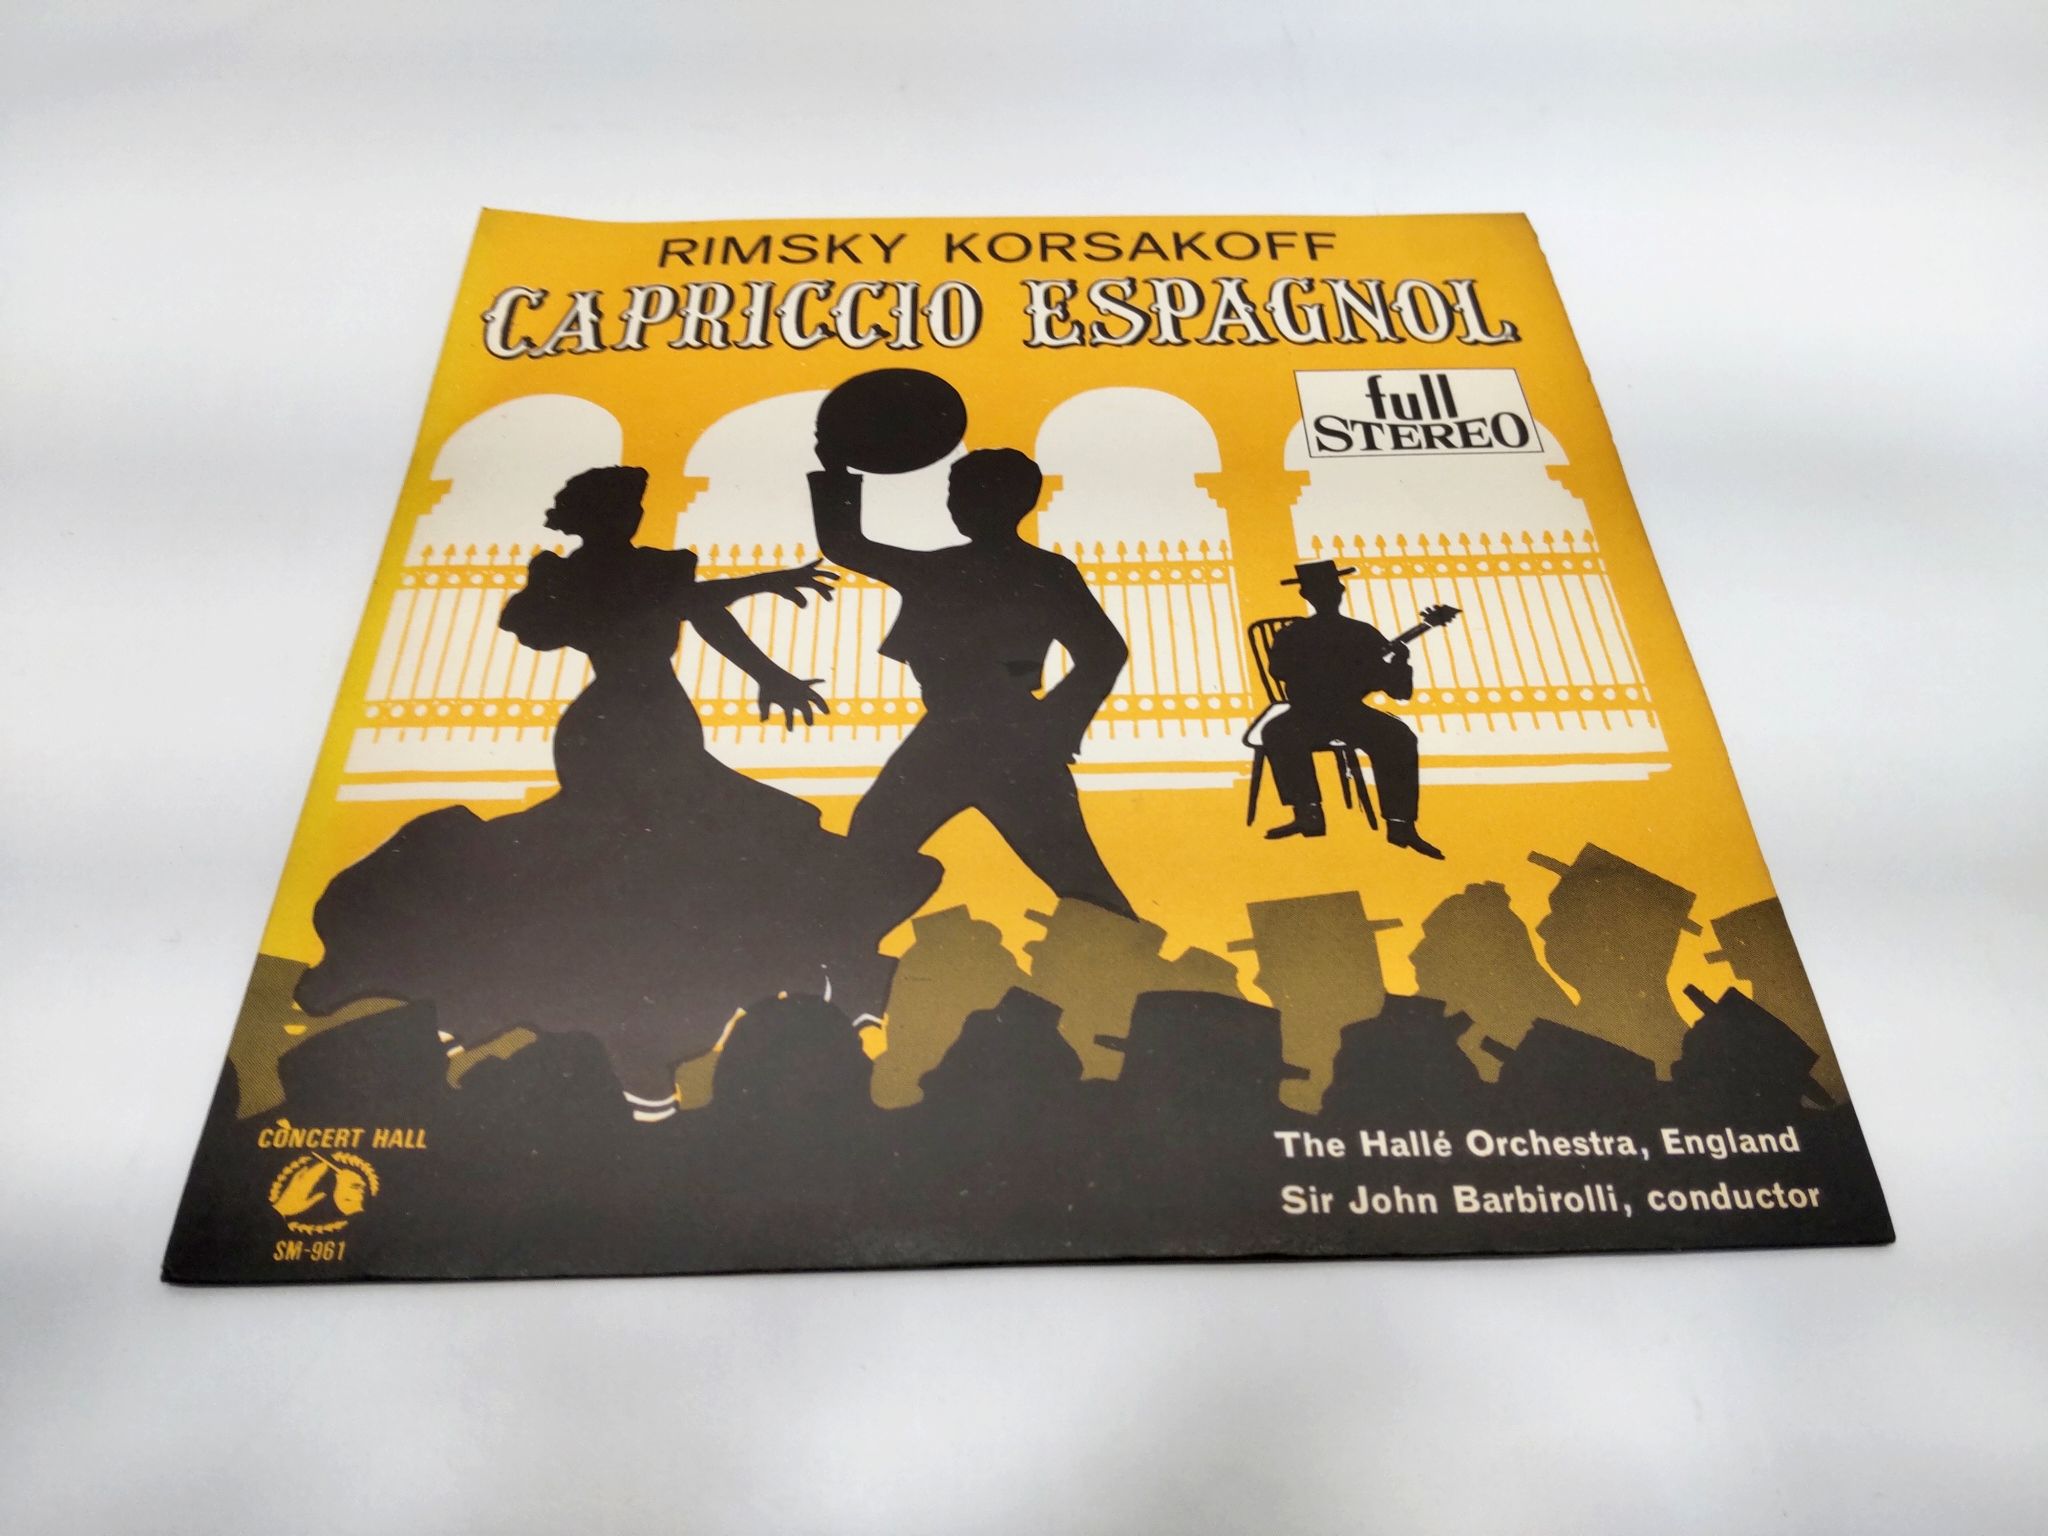 RIMSKY KORSAKOFF
CAPRICCIO ESPAGNOL
full
STEREO
CONCERT HALL
SM-961
The Hallé Orchestra, England
Sir John Barbirolli, conductor